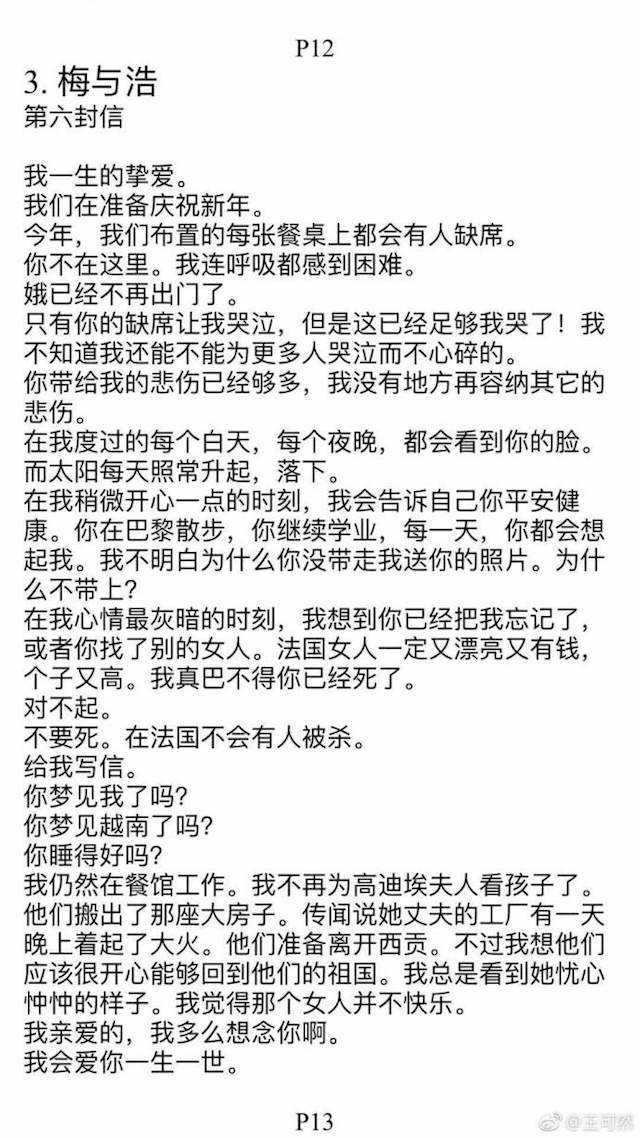 P12
3. 梅与浩
第六封信
我一生的挚爱。
我们在准备庆祝新年。
今年，我们布置的每张餐桌上都会有人缺席。
你不在这里。我连呼吸都感到困难。
娥已经不再出门了。
只有你的缺席让我哭泣，但是这已经足够我哭了！我
不知道我还能不能为更多人哭泣而不心碎的。
你带给我的悲伤已经够多，我没有地方再容纳其它的
悲伤。
在我度过的每个白天，每个夜晚，都会看到你的脸。
而太阳每天照常升起，落下。
在我稍微开心一点的时刻，我会告诉自己你平安健
康。你在巴黎散步，你继续学业，每一天，你都会想
起我。我不明白为什么你没带走我送你的照片。为什
么不带上？
在我心情最灰暗的时刻，我想到你已经把我忘记了，
或者你找了别的女人。法国女人一定又漂亮又有钱，
个子又高。我真巴不得你已经死了。
对不起。
不要死。在法国不会有人被杀。
给我写信。
你梦见我了吗？
你梦见越南了吗？
你睡得好吗？
我仍然在餐馆工作。我不再为高迪埃夫人看孩子了。
他们搬出了那座大房子。传闻说她丈夫的工厂有一天
晚上着起了大火。他们准备离开西贡。不过我想他们
应该很开心能够回到他们的祖国。我总是看到她忧心
忡忡的样子。我觉得那个女人并不快乐。
我亲爱的，我多么想念你啊。
我会爱你一生一世。
P13
@王可然